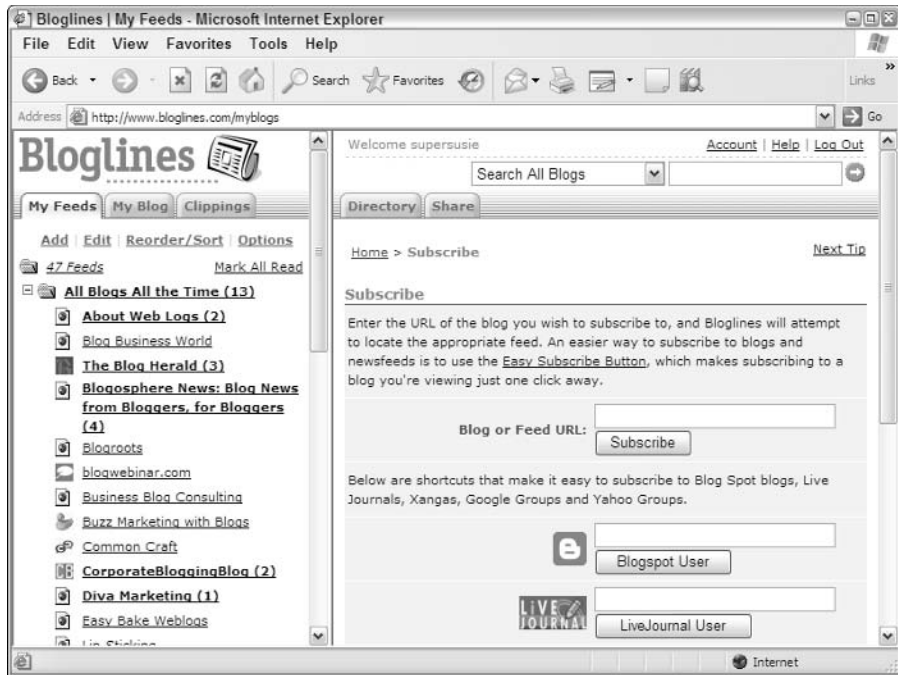 Bloglines | My Feeds - Microsoft Internet Explorer
File Edit View Favorites Tools Help
Back Search Favorites Links »
Address http://www.bloglines.com/myblogs Go
Bloglines
My Feeds My Blog Clippings
Add | Edit | Reorder/Sort | Options
47 Feeds Mark All Read
All Blogs All the Time (13)
About Web Logs (2)
Blog Business World
The Blog Herald (3)
Blogosphere News: Blog News
from Bloggers, for Bloggers
(4)
Blogroots
blogwebinar.com
Business Blog Consulting
Buzz Marketing with Blogs
Common Craft
CorporateBloggingBlog (2)
Diva Marketing (1)
Easy Bake Weblogs
Lip Sticking
Welcome supersusie Account | Help | Log Out
Search All Blogs
Directory Share
Home > Subscribe Next Tip
Subscribe
Enter the URL of the blog you wish to subscribe to, and Bloglines will attempt
to locate the appropriate feed. An easier way to subscribe to blogs and
newsfeeds is to use the Easy Subscribe Button, which makes subscribing to a
blog you're viewing just one click away.
Blog or Feed URL:
Subscribe
Below are shortcuts that make it easy to subscribe to Blog Spot blogs, Live
Journals, Xangas, Google Groups and Yahoo Groups.
Blogspot User
LiVEJOURNAL
LiveJournal User
Internet